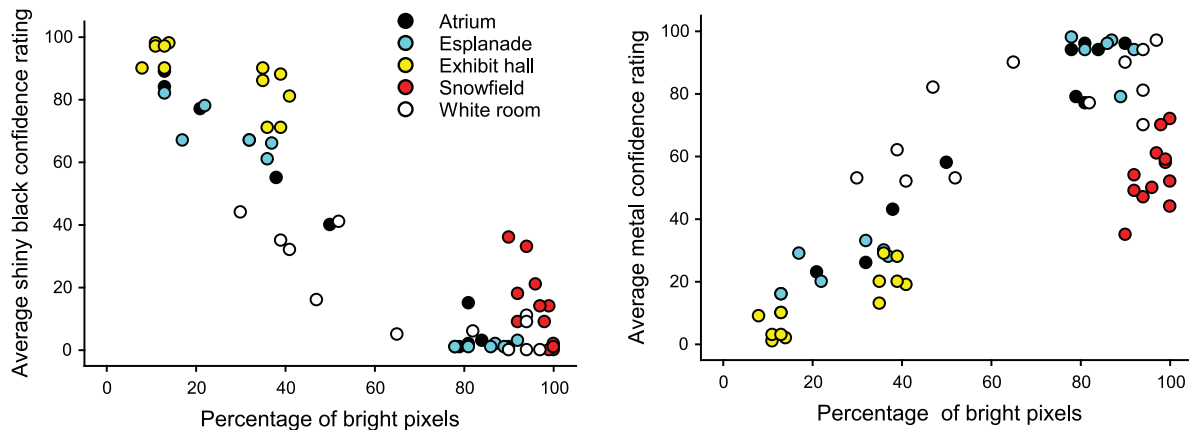 Average shiny black confidence rating
100
80
60
40
20
0
0 20 40 60 80 100
Percentage of bright pixels
Atrium
Esplanade
Exhibit hall
Snowfield
White room
Average metal confidence rating
100
80
60
40
20
0
0 20 40 60 80 100
Percentage of bright pixels